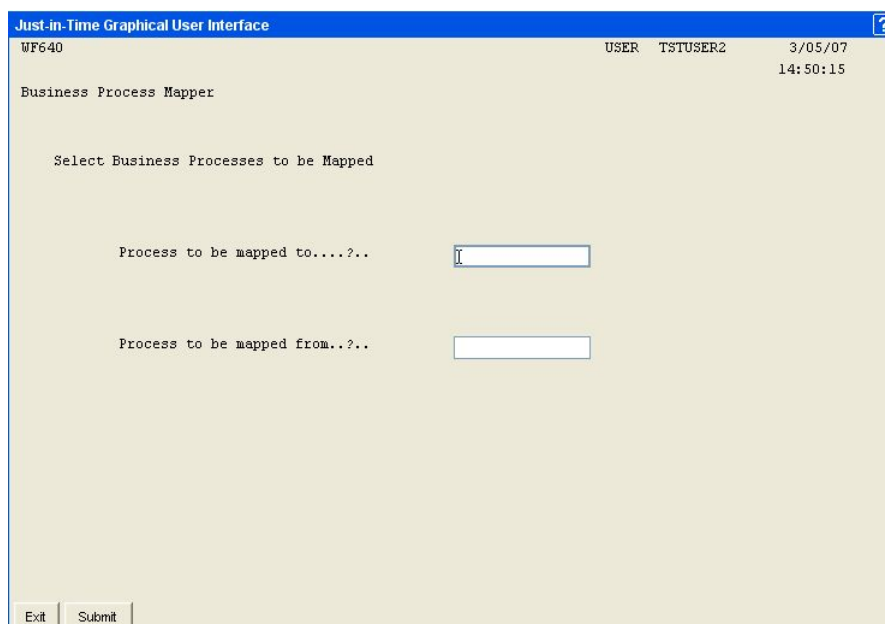 Just-in-Time Graphical User Interface ?
WF640 USER TSTUSER2 3/05/07
14:50:15
Business Process Mapper
Select Business Processes to be Mapped
Process to be mapped to....?..
Process to be mapped from..?..
Exit Submit